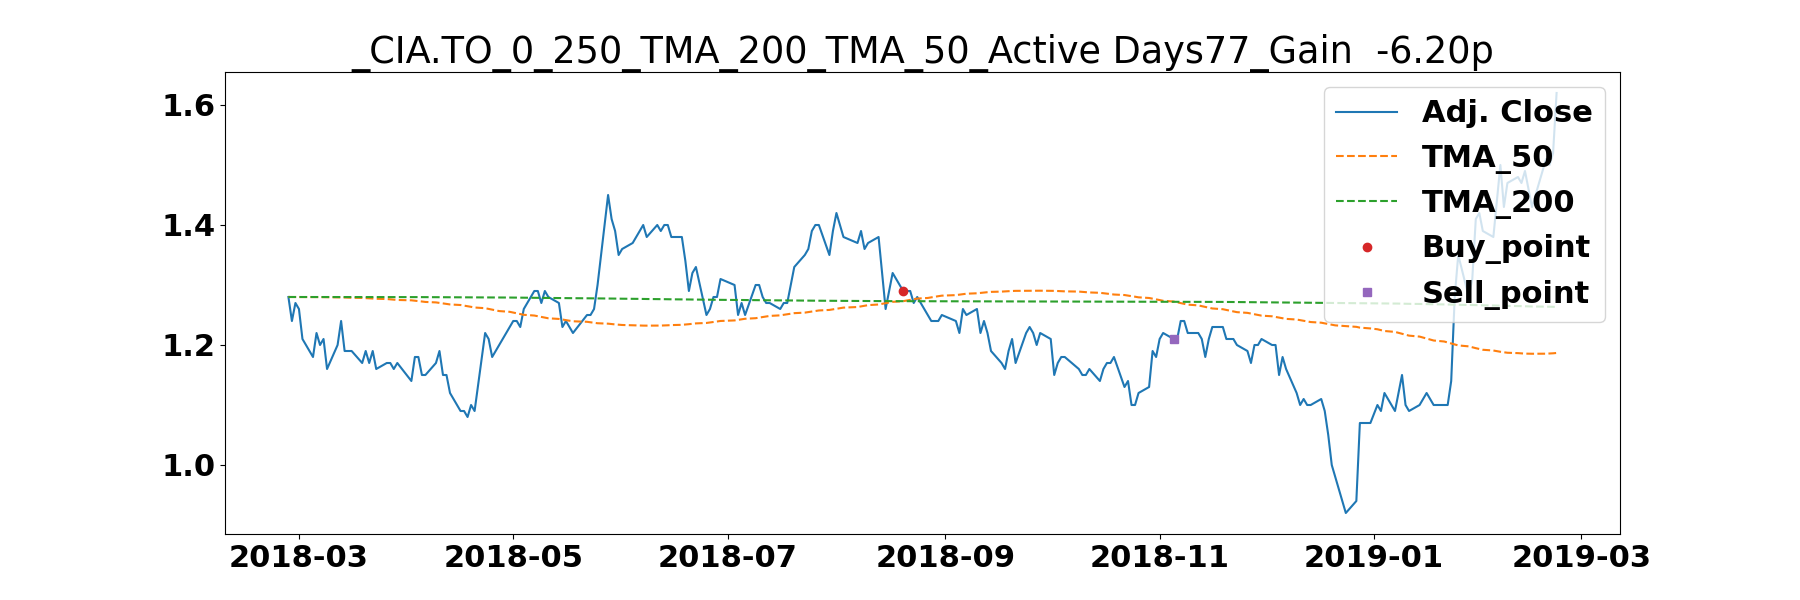 _CIA.TO_0_250_TMA_200_TMA_50_Active Days77_Gain  -6.20p
1.6
1.4
1.2
1.0
Adj. Close
TMA_50
TMA_200
Buy_point
Sell_point
2018-03 2018-05 2018-07 2018-09 2018-11 2019-01 2019-03